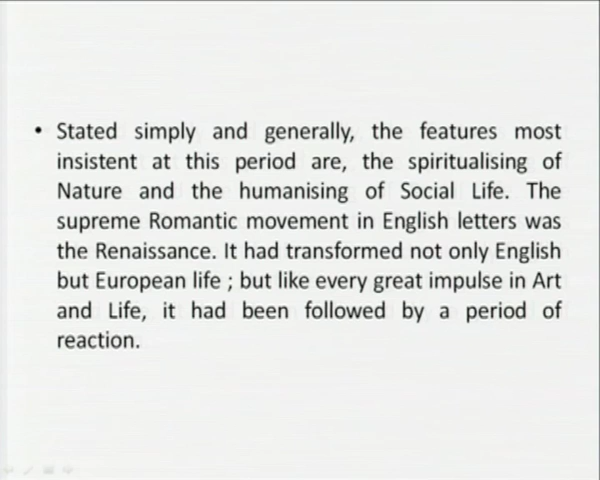 • Stated simply and generally, the features most
insistent at this period are, the spiritualising of
Nature and the humanising of Social Life. The
supreme Romantic movement in English letters was
the Renaissance. It had transformed not only English
but European life ; but like every great impulse in Art
and Life, it had been followed by a period of
reaction.